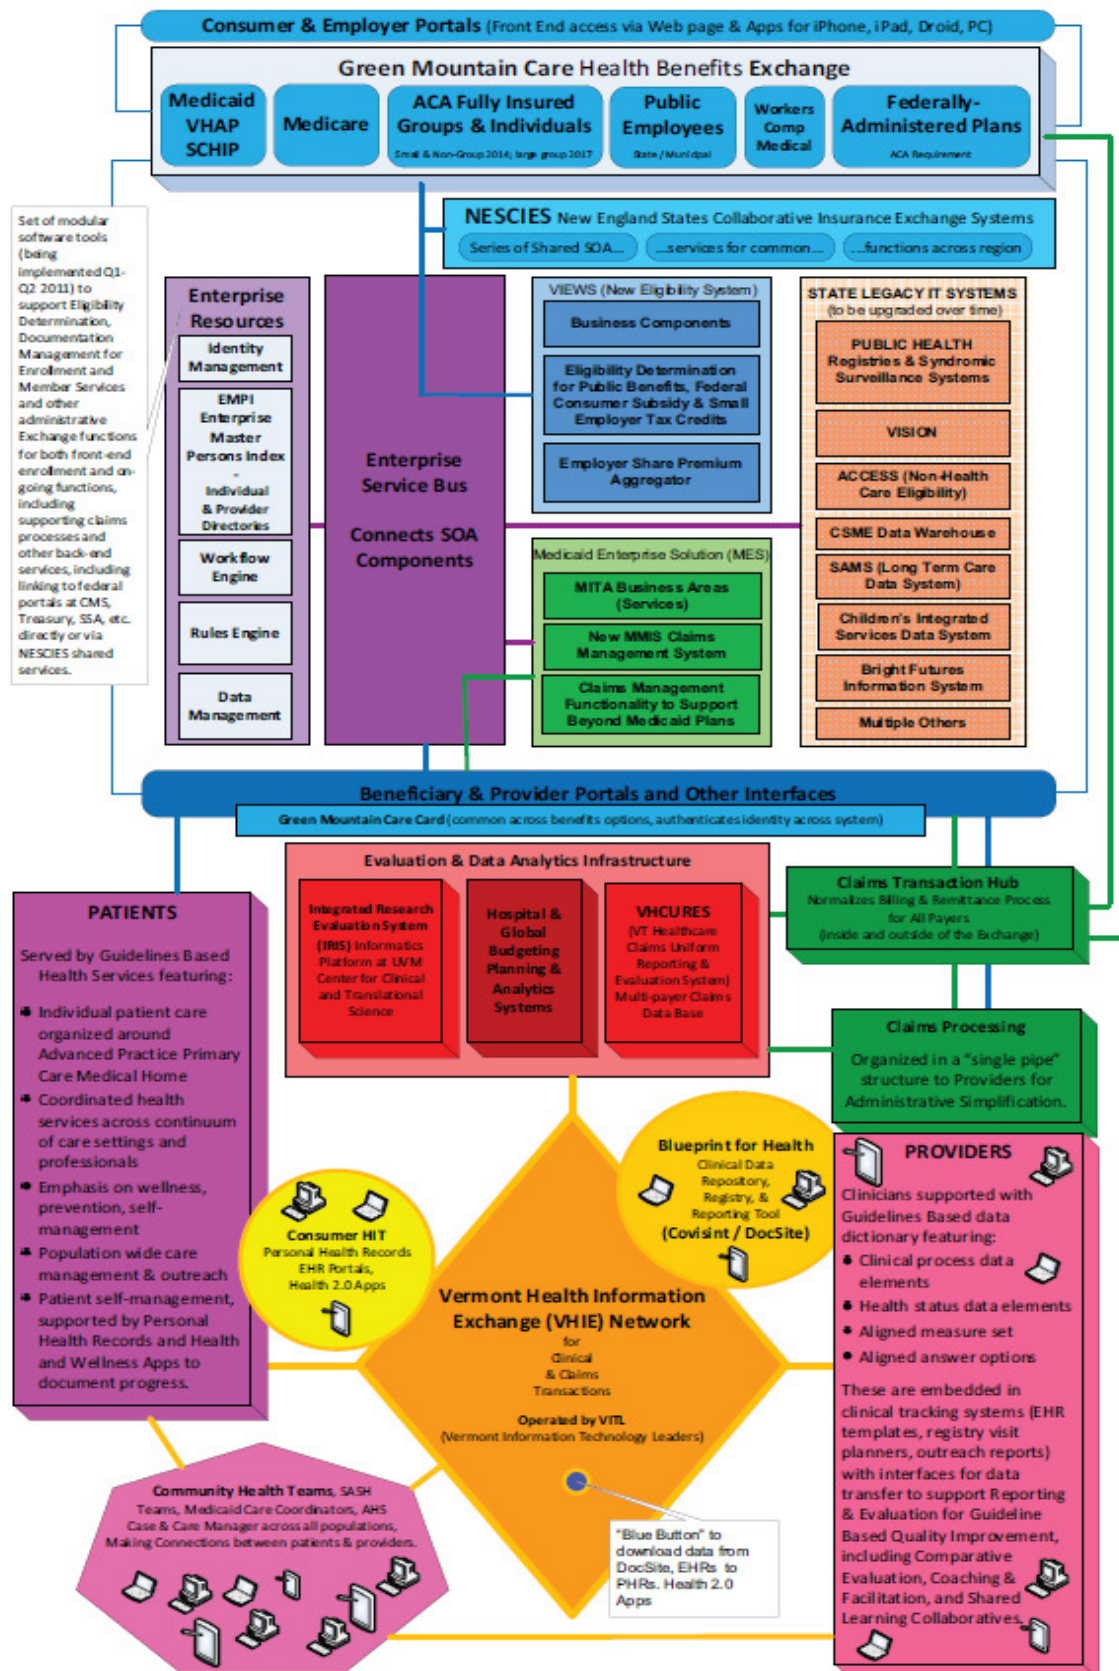 Consumer & Employer Portals (Front End access via Web page & Apps for iPhone, iPad, Droid, PC)
Green Mountain Care Health Benefits Exchange
Medicaid
VHAP
SCHIP
Medicare
ACA Fully Insured
Groups & Individuals
Small & Non-Group 2014; large group 2017
Public
Employees
State / Municipal
Workers
Comp
Medical
Federally-
Administered Plans
ACA Requirement
NESCIES New England States Collaborative Insurance Exchange Systems
Series of Shared SOA...
...services for common...
...functions across region
Set of modular
software tools
(being
implemented Q1-
Q2 2011) to
support Eligibility
Determination,
Documentation
Management for
Enrollment and
Member Services
and other
administrative
Exchange functions
for both front-end
enrollment and on-
going functions,
including
supporting claims
processes and
other back-end
services, including
linking to federal
portals at CMS,
Treasury, SSA, etc.
directly or via
NESCIES shared
services.
Enterprise
Resources
Identity
Management
EMPI
Enterprise
Master
Persons Index
-
Individual
& Provider
Directories
Workflow
Engine
Rules Engine
Data
Management
Enterprise
Service Bus
Connects SOA
Components
VIEWS (New Eligibility System)
Business Components
Eligibility Determination
for Public Benefits, Federal
Consumer Subsidy & Small
Employer Tax Credits
Employer Share Premium
Aggregator
Medicaid Enterprise Solution (MES)
MITA Business Areas
(Services)
New MMIS Claims
Management System
Claims Management
Functionality to Support
Beyond Medicaid Plans
STATE LEGACY IT SYSTEMS
(to be upgraded over time)
PUBLIC HEALTH
Registries & Syndromic
Surveillance Systems
VISION
ACCESS (Non-Health
Care Eligibility)
CSME Data Warehouse
SAMS (Long Term Care
Data System)
Children's Integrated
Services Data System
Bright Futures
Information System
Multiple Others
Beneficiary & Provider Portals and Other Interfaces
Green Mountain Care Card (common across benefits options, authenticates identity across system)
Evaluation & Data Analytics Infrastructure
Integrated Research
Evaluation System
(IRIS) Informatics
Platform at UVM
Center for Clinical
and Translational
Science
Hospital &
Global
Budgeting
Planning &
Analytics
Systems
VHCURES
(VT Healthcare
Claims Uniform
Reporting &
Evaluation System)
Multi-payer Claims
Data Base
Claims Transaction Hub
Normalizes Billing & Remittance Process
for All Payers
(inside and outside of the Exchange)
Claims Processing
Organized in a "single pipe"
structure to Providers for
Administrative Simplification.
PATIENTS
Served by Guidelines Based
Health Services featuring:
• Individual patient care
organized around
Advanced Practice Primary
Care Medical Home
• Coordinated health
services across continuum
of care settings and
professionals
• Emphasis on wellness,
prevention, self-
management
• Population wide care
management & outreach
• Patient self-management,
supported by Personal
Health Records and Health
and Wellness Apps to
document progress.
Consumer HIT
Personal Health Records
EHR Portals,
Health 2.0 Apps
Blueprint for Health
Clinical Data
Repository,
Registry, &
Reporting Tool
(Covisint / DocSite)
Vermont Health Information
Exchange (VHIE) Network
for
Clinical
& Claims
Transactions
Operated by VITL
(Vermont Information Technology Leaders)
"Blue Button" to
download data from
DocSite, EHRs to
PHRs. Health 2.0
Apps
PROVIDERS
Clinicians supported with
Guidelines Based data
dictionary featuring:
• Clinical process data
elements
• Health status data elements
• Aligned measure set
• Aligned answer options
These are embedded in
clinical tracking systems (EHR
templates, registry visit
planners, outreach reports)
with interfaces for data
transfer to support Reporting
& Evaluation for Guideline
Based Quality Improvement,
including Comparative
Evaluation, Coaching &
Facilitation, and Shared
Learning Collaboratives.
Community Health Teams, SASH
Teams, Medicaid Care Coordinators, AHS
Case & Care Manager across all populations,
Making Connections between patients & providers.